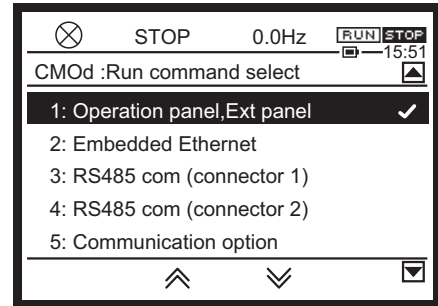 STOP 0.0Hz RUN STOP
15:51
CMOd :Run command select
1: Operation panel,Ext panel
2: Embedded Ethernet
3: RS485 com (connector 1)
4: RS485 com (connector 2)
5: Communication option